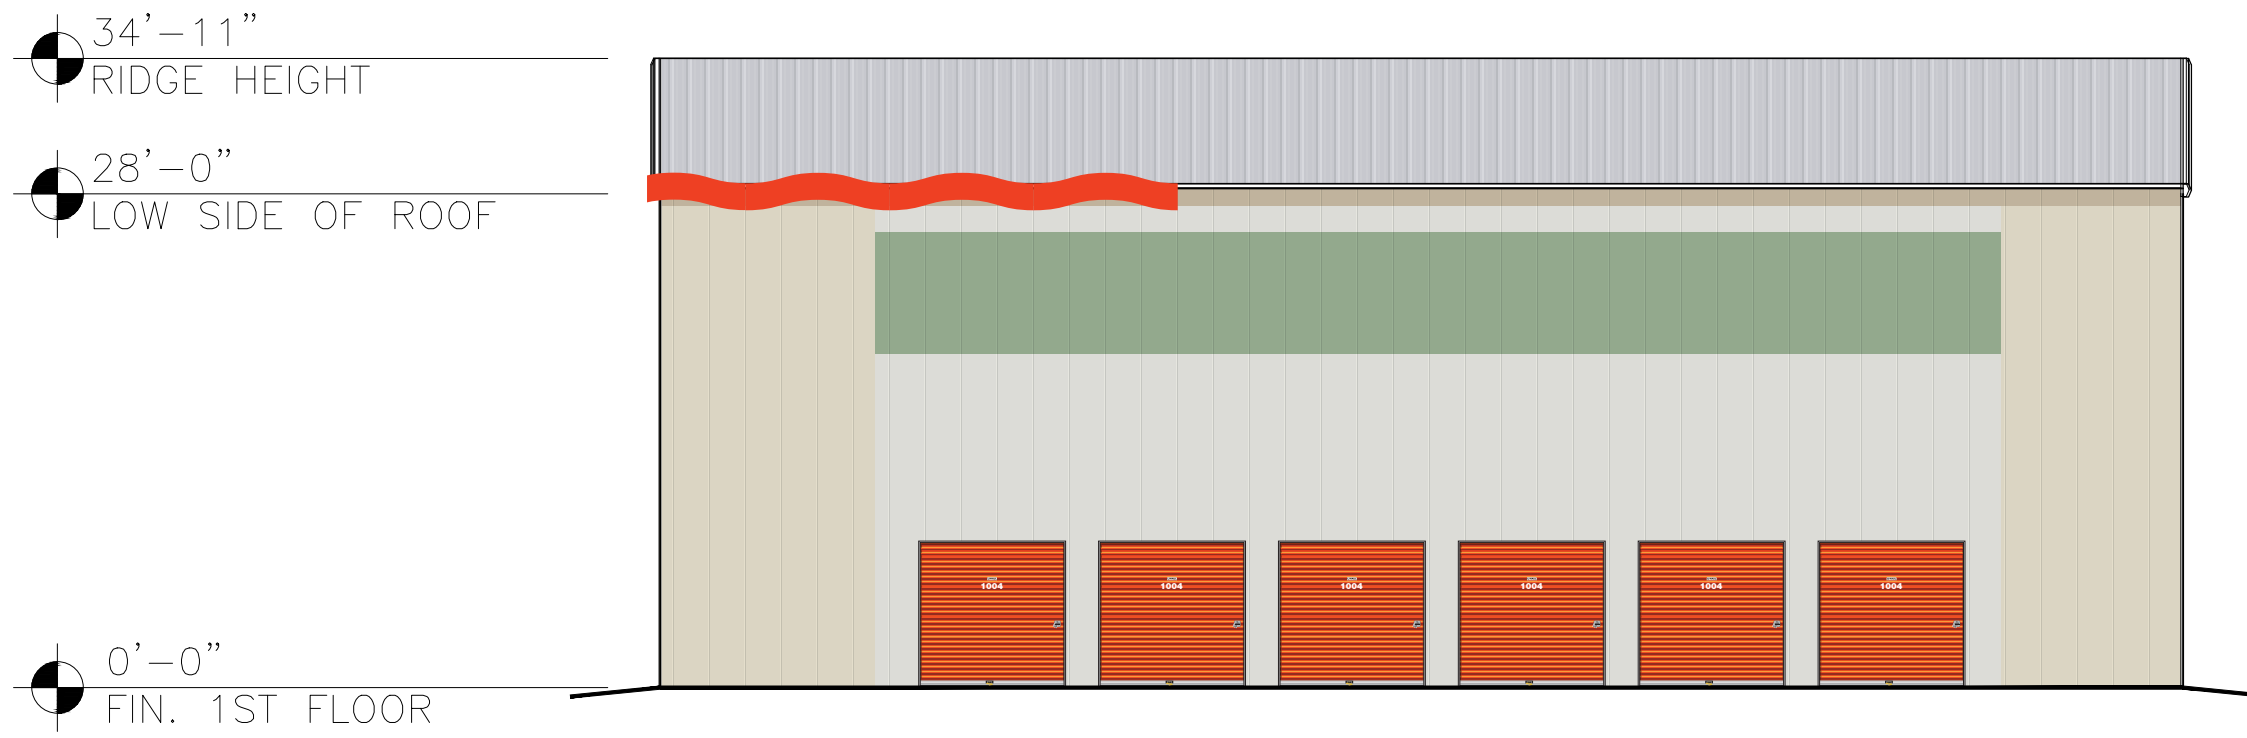 34'-11"
RIDGE HEIGHT
28'-0"
LOW SIDE OF ROOF
1004 1004 1004 1004 1004 1004
0'-0"
FIN. 1ST FLOOR